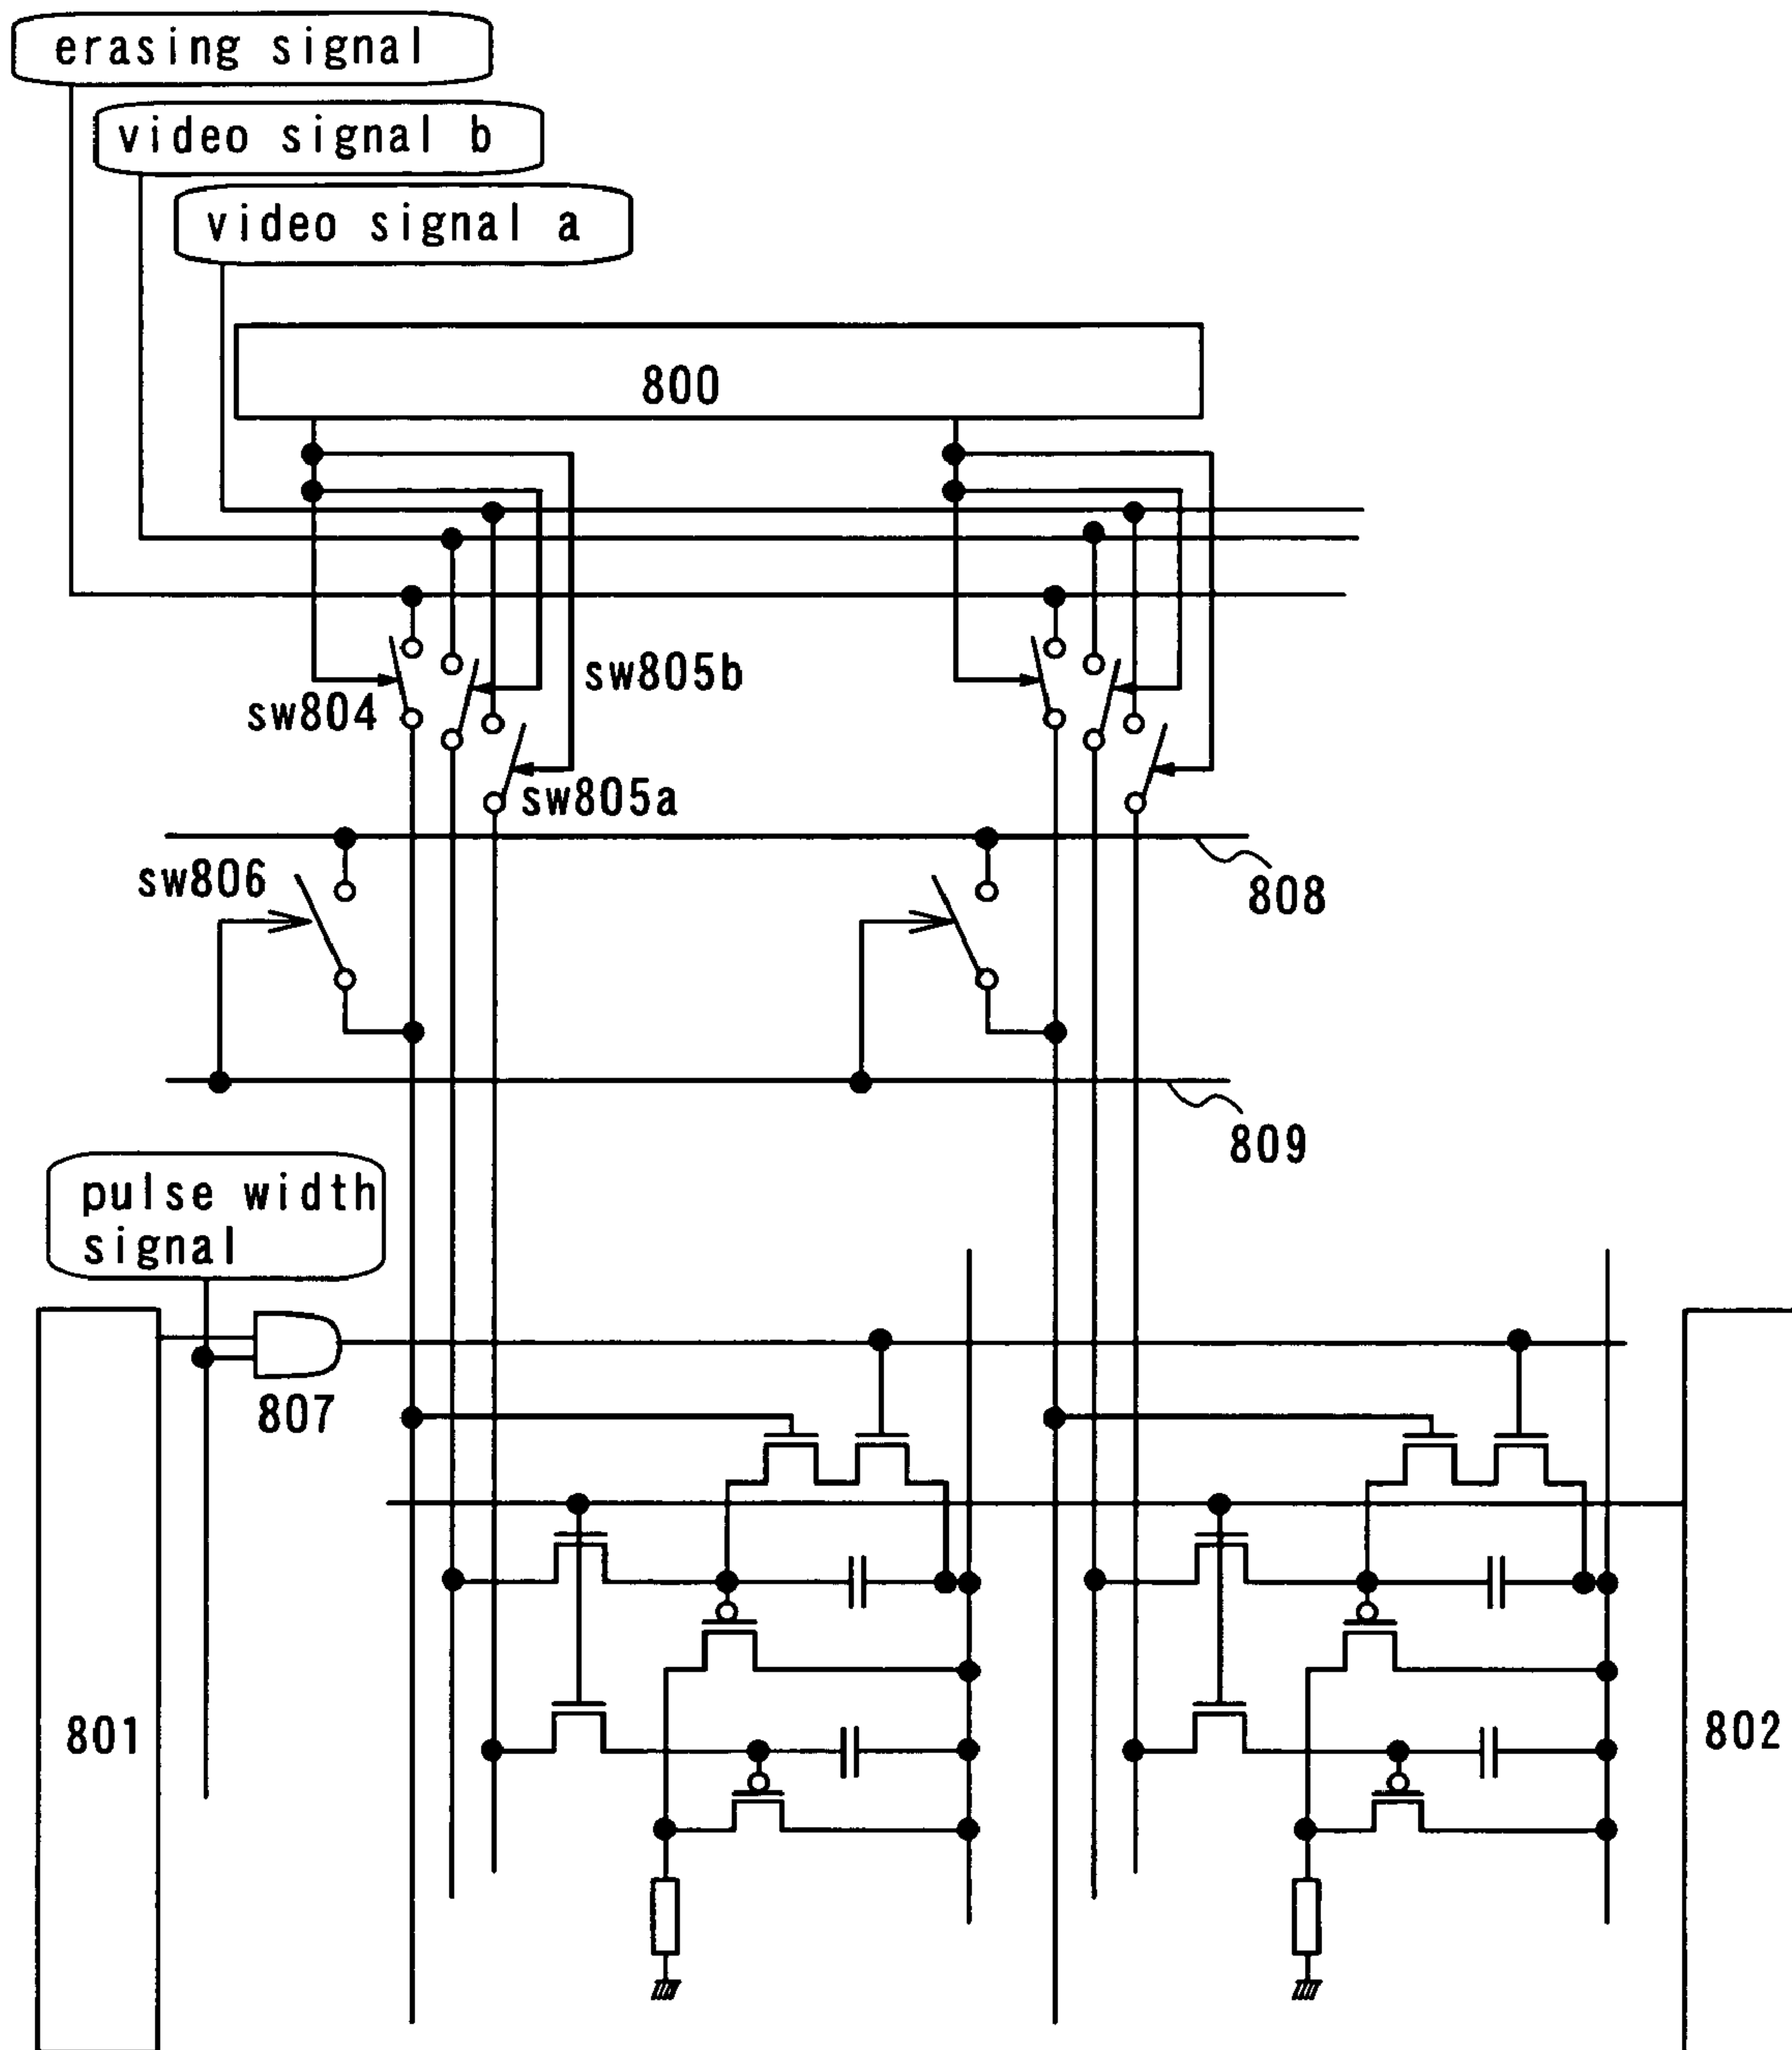 erasing signal
video signal b
video signal a
800
sw805b
sw804
sw805a
sw806
808
809
pulse width
signal
807
801
802